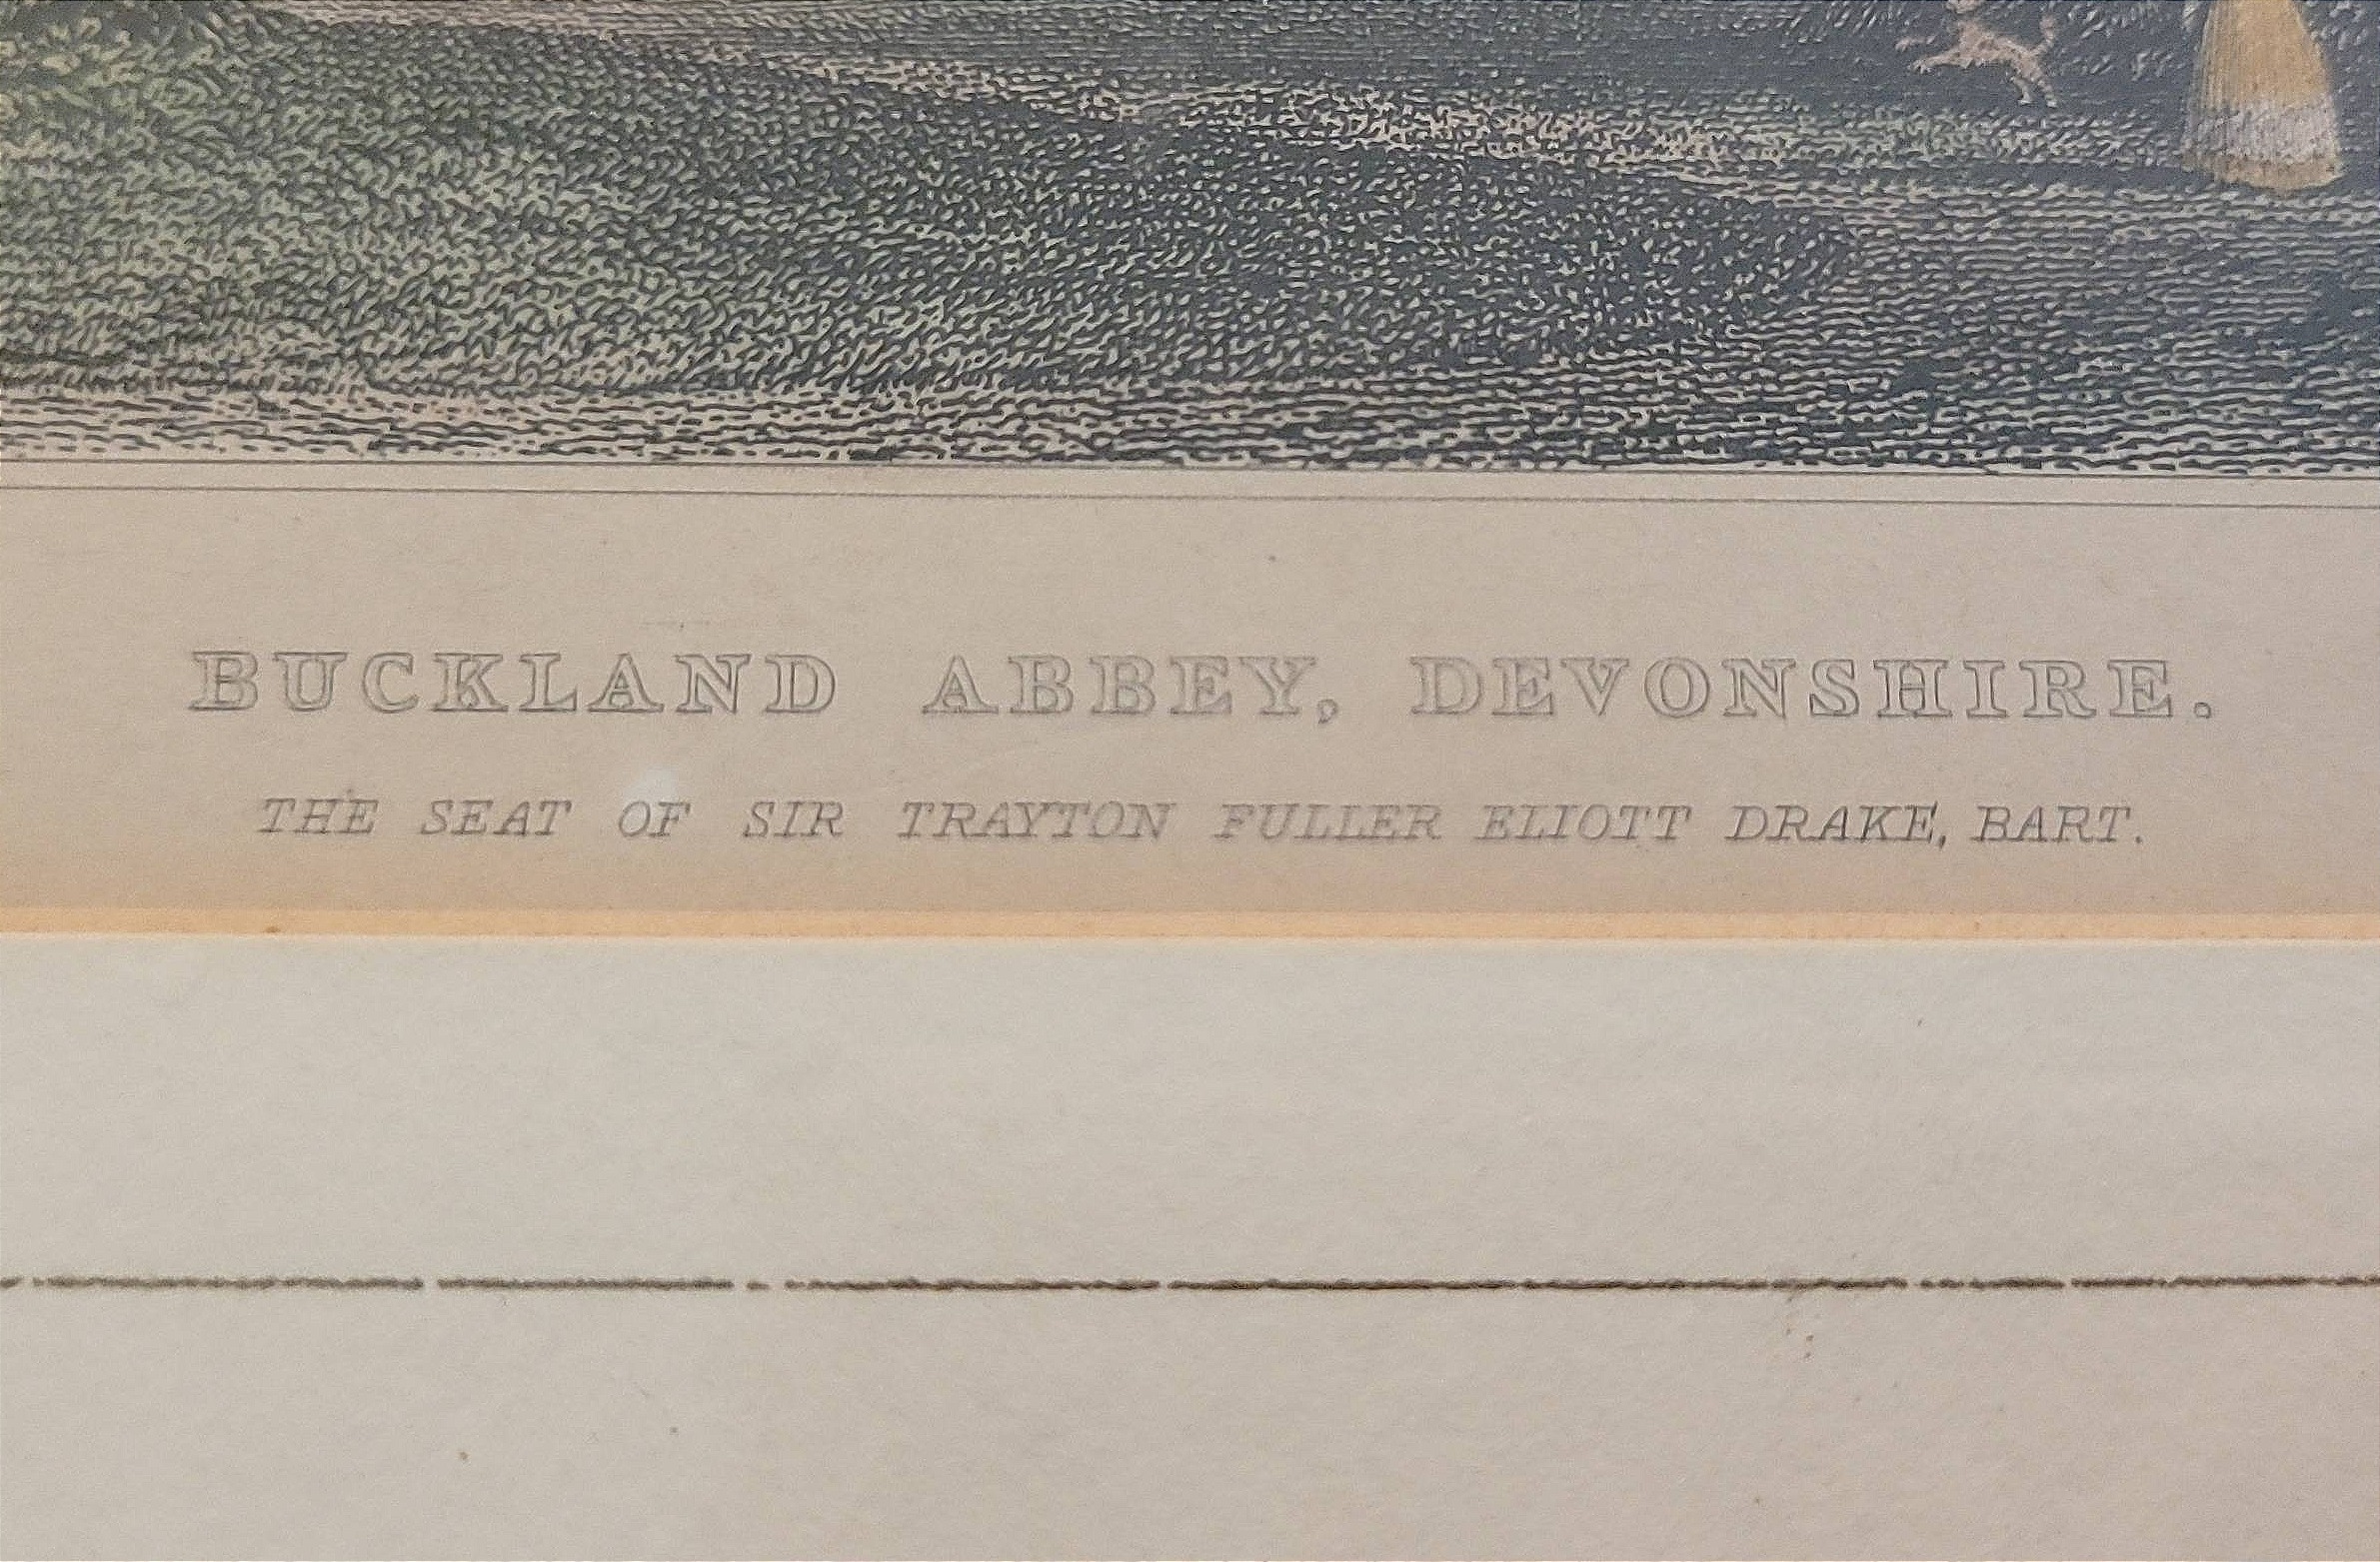 BUCKLAND ABBEY, DEVONSHIRE.
THE SEAT OF SIR TRAYTON FULLER ELIOTT DRAKE, BART.